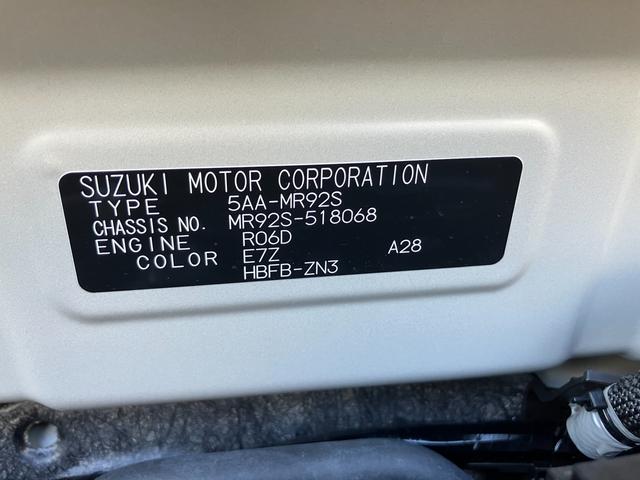 SUZUKI MOTOR CORPORATION
TYPE 5AA-MR92S
CHASSIS NO. MR92S-518068
ENGINE R06D A28
COLOR E7Z
HBFB-ZN3